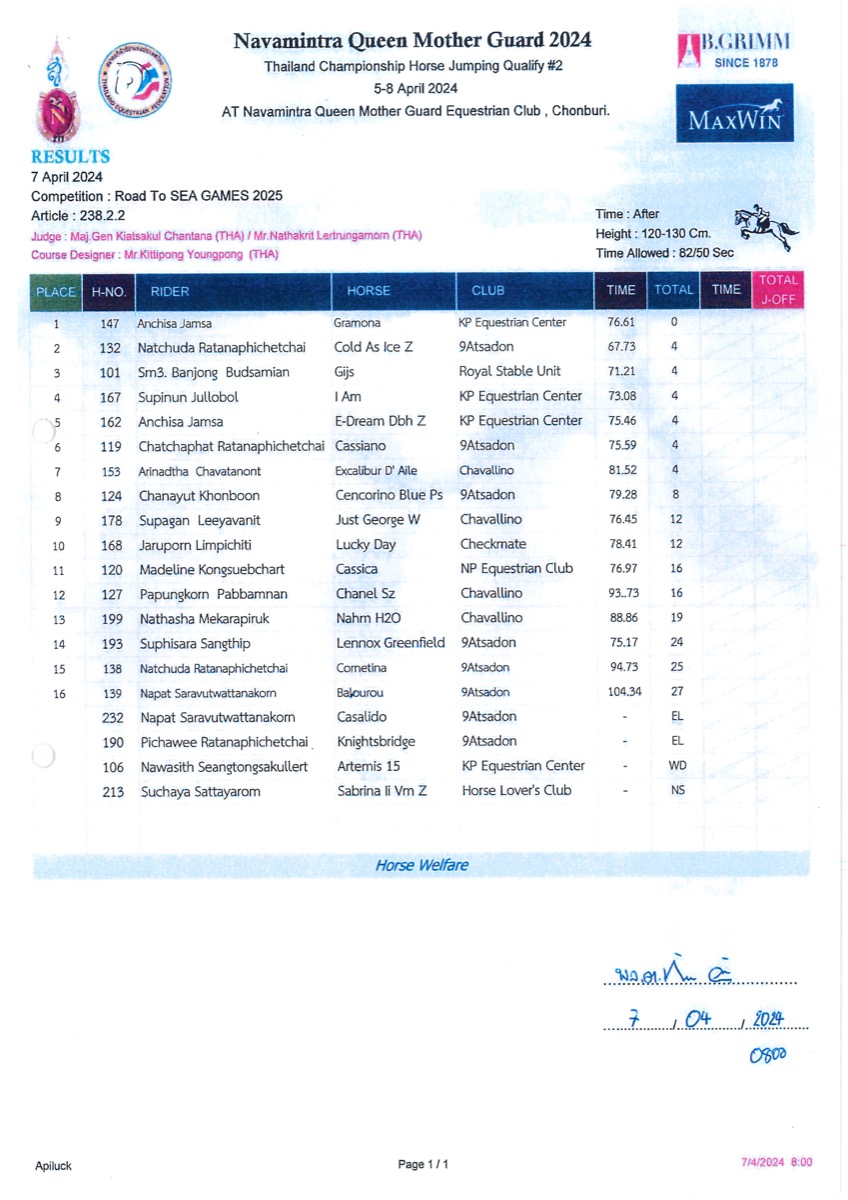 Navamintra Queen Mother Guard 2024
Thailand Championship Horse Jumping Qualify #2
5-8 April 2024
AT Navamintra Queen Mother Guard Equestrian Club , Chonburi.
B.GRIMM
SINCE 1878
MAXWIN
THAILAND EQUESTRIAN FEDERATION
RESULTS
7 April 2024
Competition : Road To SEA GAMES 2025
Article : 238.2.2
Judge : Maj.Gen Kiatsakul Chantana (THA) / Mr.Nathakrit Lertrungamorn (THA)
Course Designer : Mr.Kittipong Youngpong (THA)
Time : After
Height : 120-130 Cm.
Time Allowed : 82/50 Sec
PLACE H-NO. RIDER HORSE CLUB TIME TOTAL TIME TOTAL J-OFF
1 147 Anchisa Jamsa Gramona KP Equestrian Center 76.61 0
2 132 Natchuda Ratanaphichetchai Cold As Ice Z 9Atsadon 67.73 4
3 101 Sm3. Banjong Budsamian Gijs Royal Stable Unit 71.21 4
4 167 Supinun Jullobol I Am KP Equestrian Center 73.08 4
5 162 Anchisa Jamsa E-Dream Dbh Z KP Equestrian Center 75.46 4
6 119 Chatchaphat Ratanaphichetchai Cassiano 9Atsadon 75.59 4
7 153 Arinadtha Chavatanont Excalibur D' Aile Chavallino 81.52 4
8 124 Chanayut Khonboon Cencorino Blue Ps 9Atsadon 79.28 8
9 178 Supagan Leeyavanit Just George W Chavallino 76.45 12
10 168 Jaruporn Limpichiti Lucky Day Checkmate 78.41 12
11 120 Madeline Kongsuebchart Cassica NP Equestrian Club 76.97 16
12 127 Papungkorn Pabbamnan Chanel Sz Chavallino 93..73 16
13 199 Nathasha Mekarapiruk Nahm H2O Chavallino 88.86 19
14 193 Suphisara Sangthip Lennox Greenfield 9Atsadon 75.17 24
15 138 Natchuda Ratanaphichetchai Cornetina 9Atsadon 94.73 25
16 139 Napat Saravutwattanakorn Balourou 9Atsadon 104.34 27
232 Napat Saravutwattanakorn Casalido 9Atsadon - EL
190 Pichawee Ratanaphichetchai Knightsbridge 9Atsadon - EL
106 Nawasith Seangtongsakullert Artemis 15 KP Equestrian Center - WD
213 Suchaya Sattayarom Sabrina Ii Vm Z Horse Lover's Club - NS
Horse Welfare
7 , 04 , 2024
0800
Apiluck
Page 1 / 1
7/4/2024 8:00